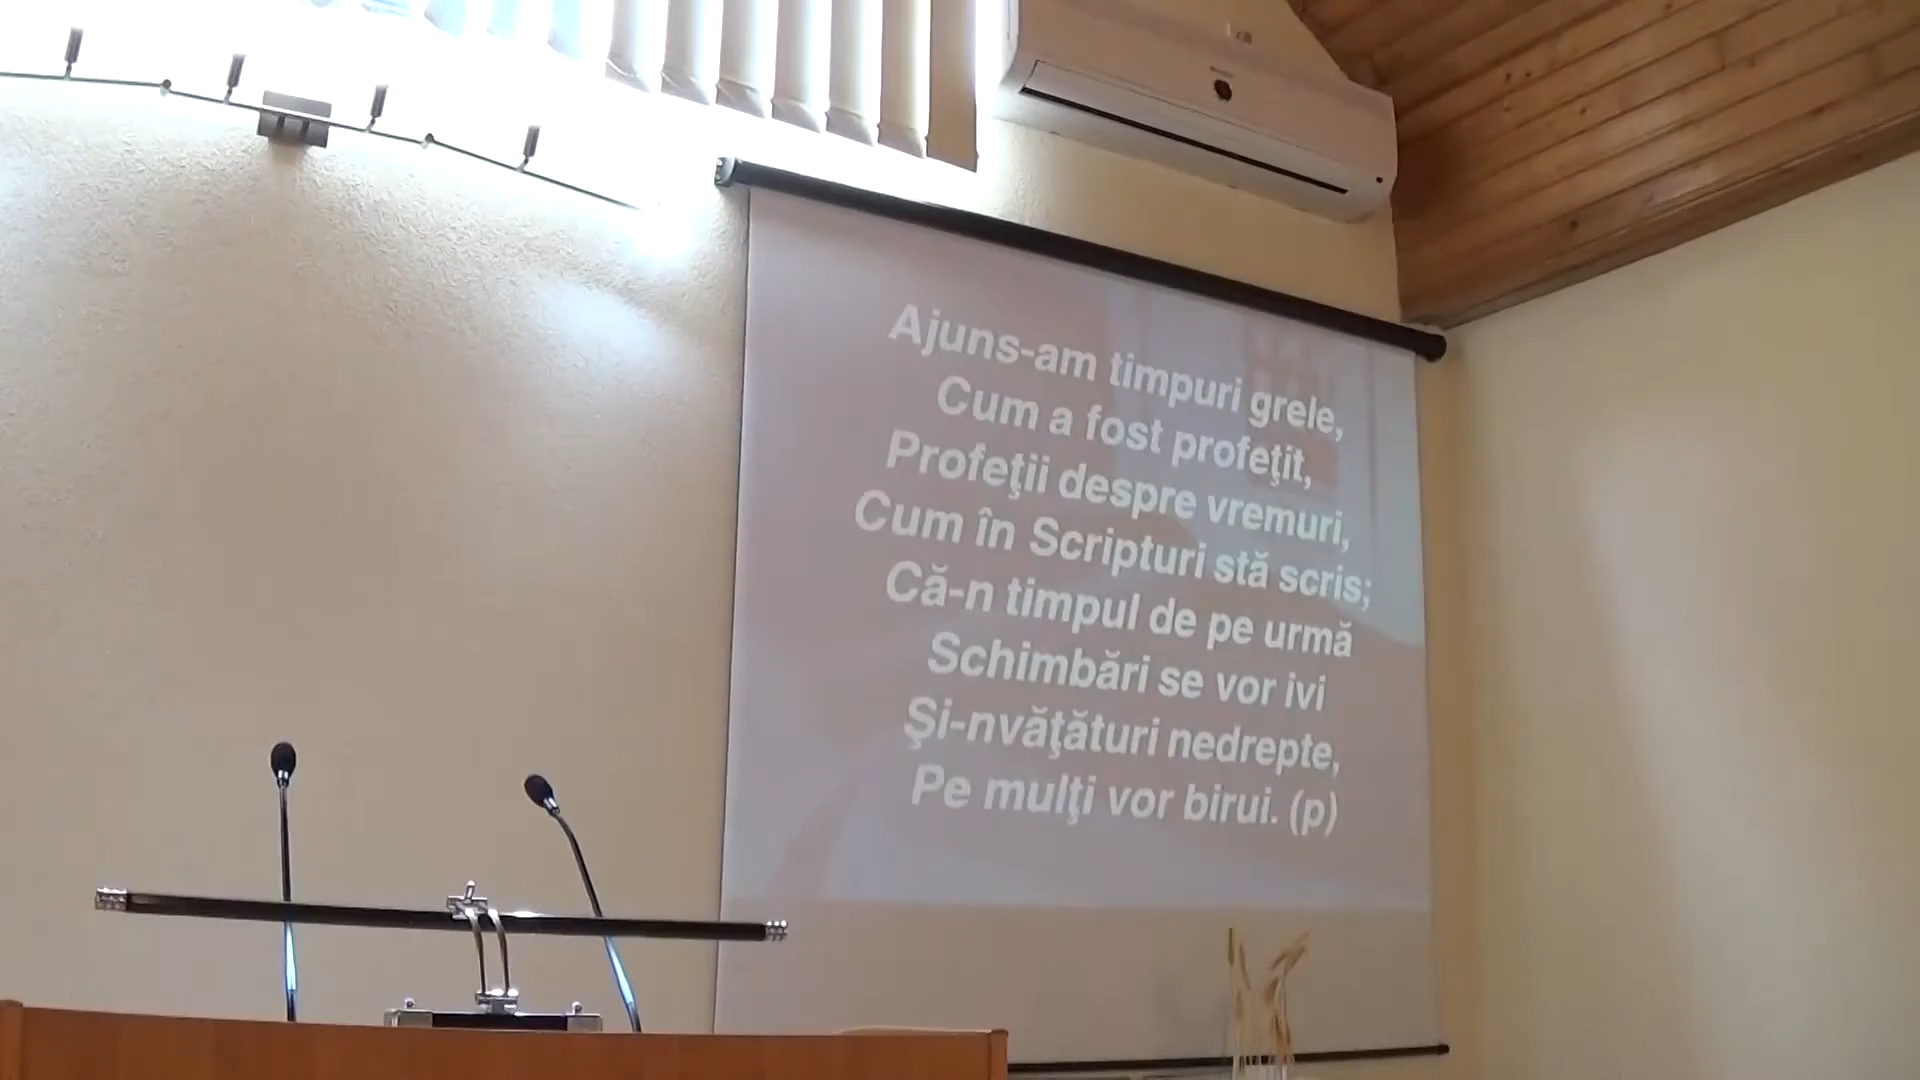 Ajuns-am timpuri grele,
Cum a fost profeţit,
Profeţii despre vremuri,
Cum în Scripturi stă scris;
Că-n timpul de pe urmă
Schimbări se vor ivi
Şi-nvăţături nedrepte,
Pe mulţi vor birui. (p)